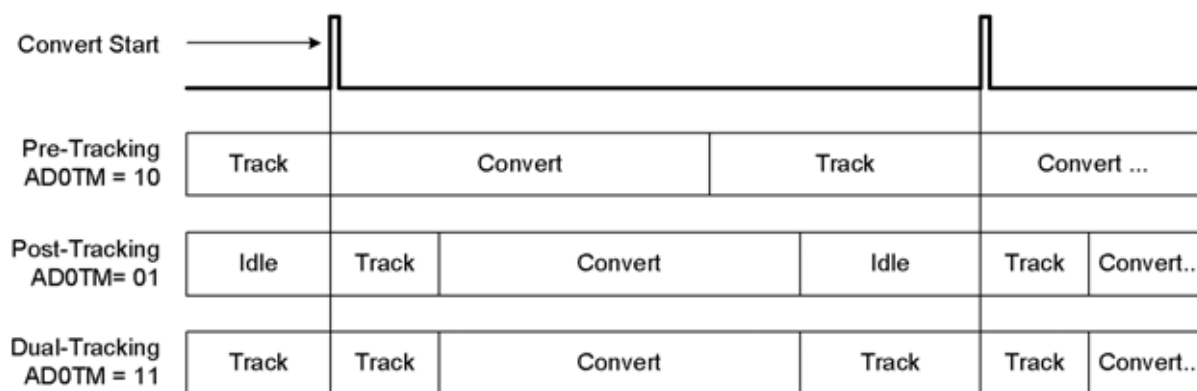 Convert Start
Pre-Tracking
AD0TM = 10
Track
Convert
Track
Convert ...
Post-Tracking
AD0TM= 01
Idle
Track
Convert
Idle
Track
Convert..
Dual-Tracking
AD0TM = 11
Track
Track
Convert
Track
Track
Convert..